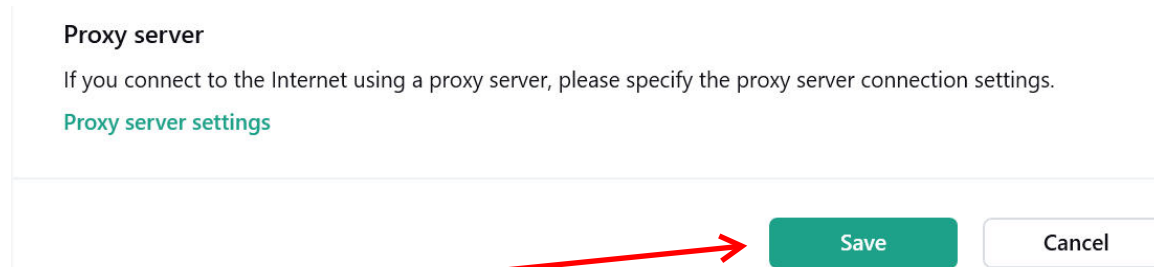 Proxy server
If you connect to the Internet using a proxy server, please specify the proxy server connection settings.
Proxy server settings
Save Cancel